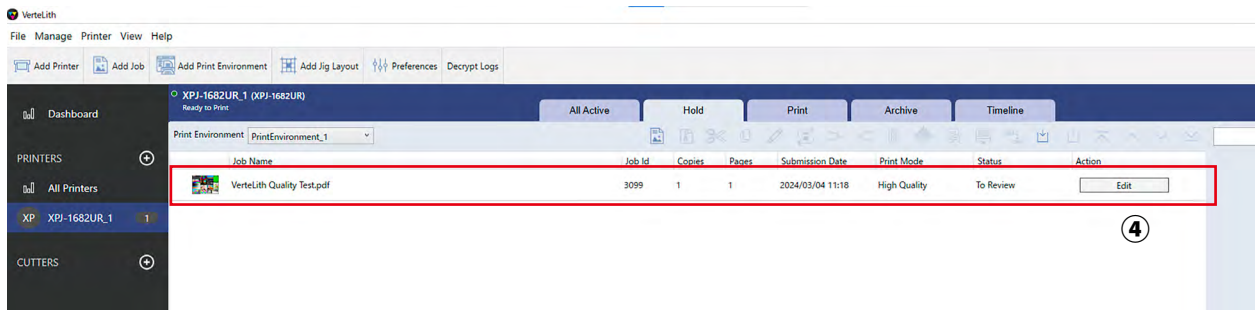 VerteLith
File Manage Printer View Help
Add Printer Add Job Add Print Environment Add Jig Layout Preferences Decrypt Logs
Dashboard
XPJ-1682UR_1 (XPJ-1682UR)
Ready to Print
All Active Hold Print Archive Timeline
Print Environment PrintEnvironment_1
PRINTERS
Job Name Job Id Copies Pages Submission Date Print Mode Status Action
All Printers
VerteLith Quality Test.pdf 3099 1 1 2024/03/04 11:18 High Quality To Review Edit
XP XPJ-1682UR_1 1
④
CUTTERS